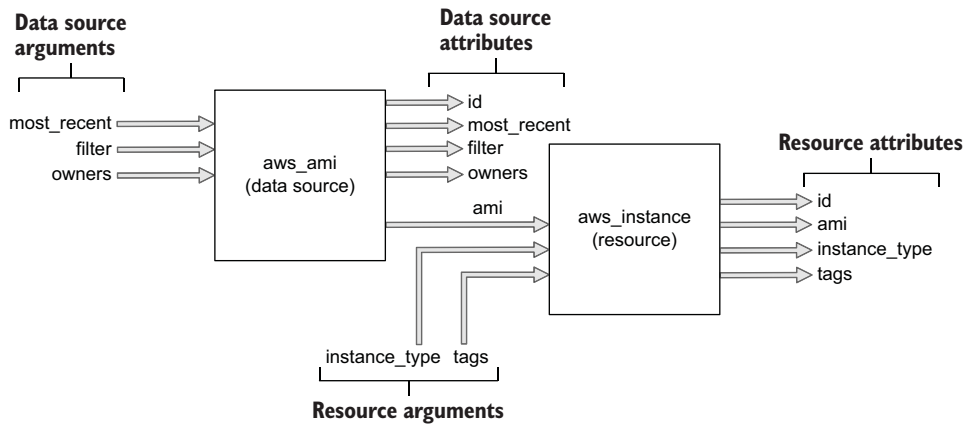 Data source
arguments
Data source
attributes
most_recent
filter
owners
aws_ami
(data source)
id
most_recent
filter
owners
ami
Resource attributes
aws_instance
(resource)
id
ami
instance_type
tags
instance_type tags
Resource arguments